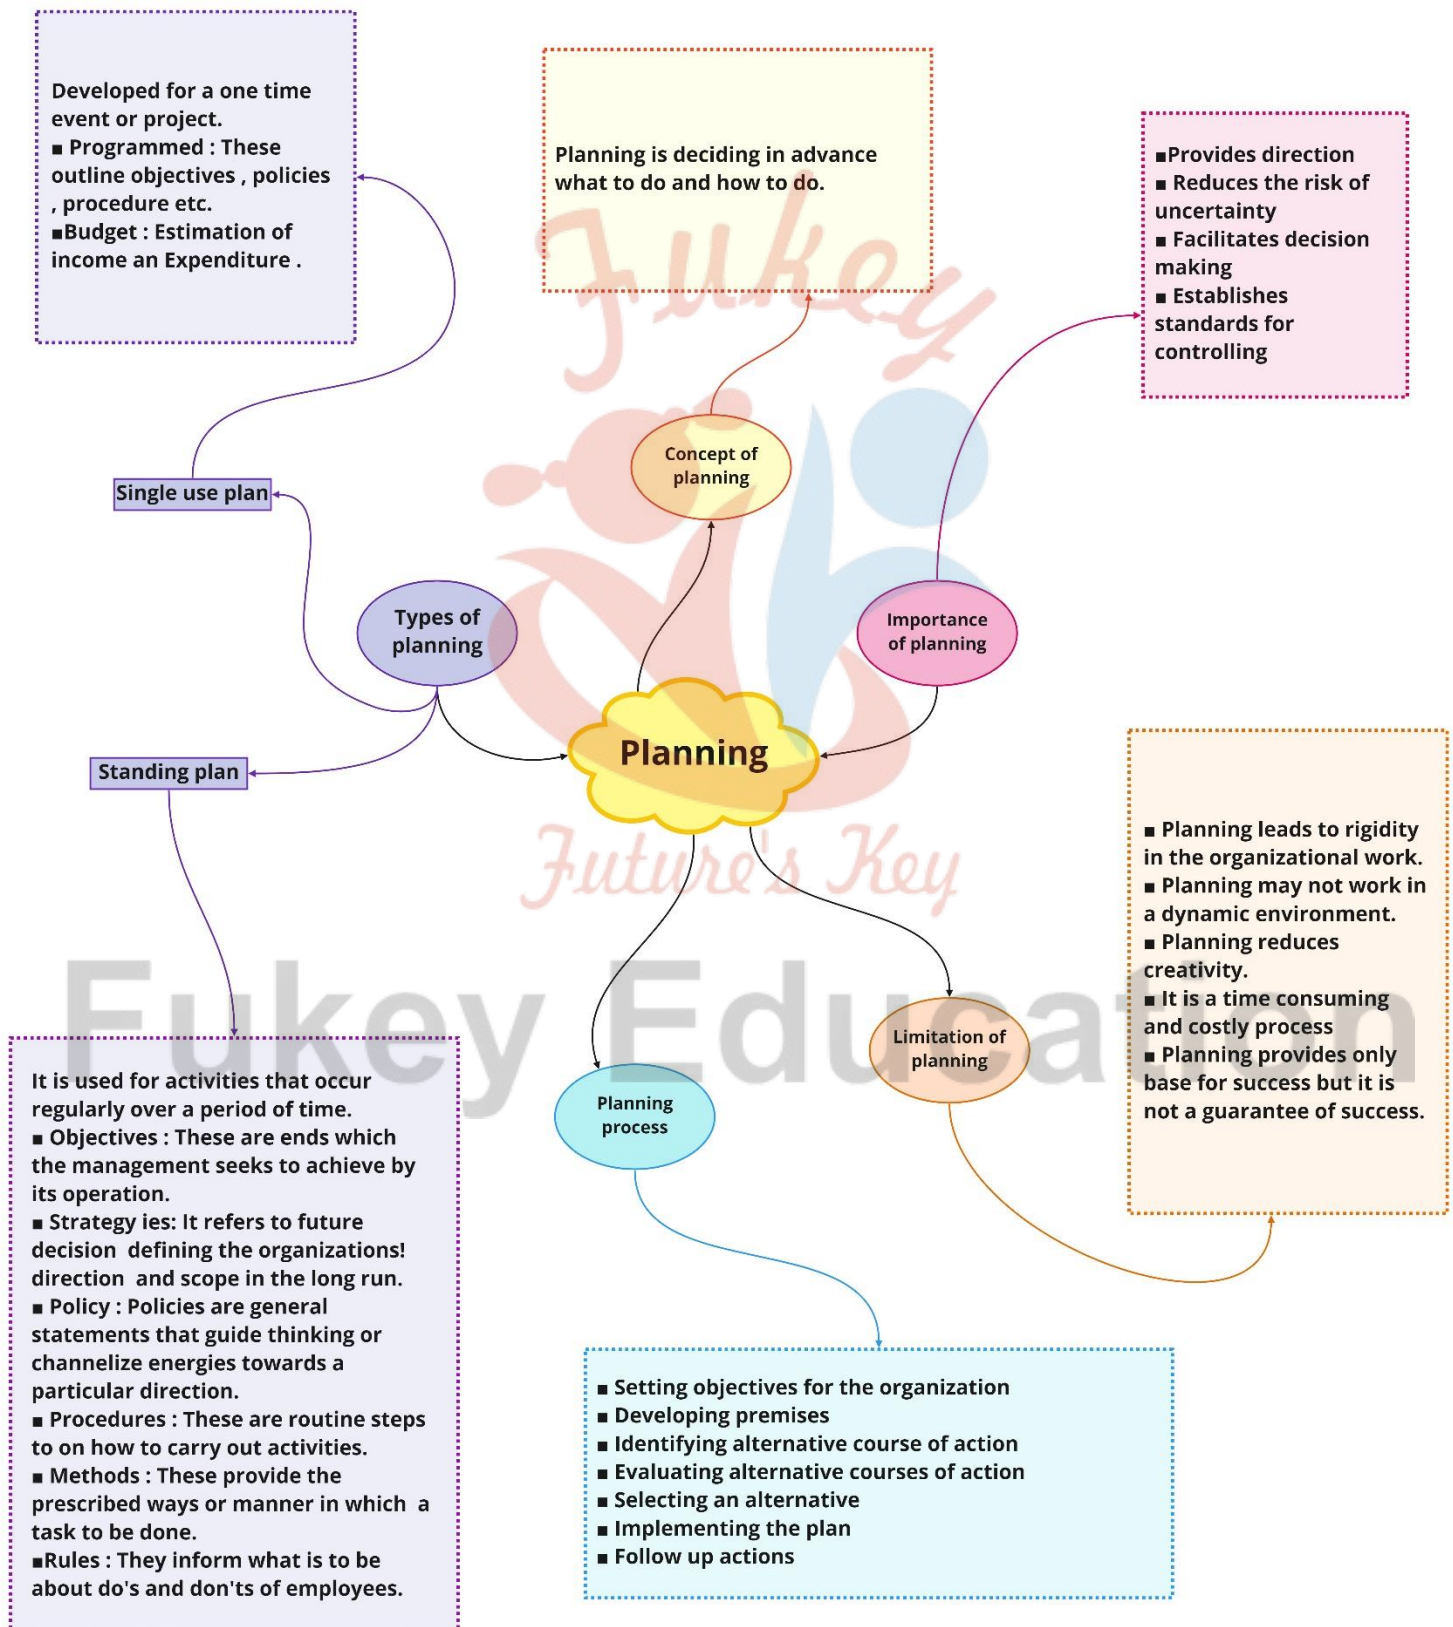 Developed for a one time
event or project.
■ Programmed : These
outline objectives , policies
, procedure etc.
■Budget : Estimation of
income an Expenditure .
Planning is deciding in advance
what to do and how to do.
■Provides direction
■ Reduces the risk of
uncertainty
■ Facilitates decision
making
■ Establishes
standards for
controlling
Fukey
Concept of
planning
Single use plan
Types of
planning
Importance
of planning
Planning
Standing plan
Future's Key
■ Planning leads to rigidity
in the organizational work.
■ Planning may not work in
a dynamic environment.
■ Planning reduces
creativity.
■ It is a time consuming
and costly process
■ Planning provides only
base for success but it is
not a guarantee of success.
Fukey Education
Limitation of
planning
Planning
process
It is used for activities that occur
regularly over a period of time.
■ Objectives : These are ends which
the management seeks to achieve by
its operation.
■ Strategy ies: It refers to future
decision  defining the organizations!
direction  and scope in the long run.
■ Policy : Policies are general
statements that guide thinking or
channelize energies towards a
particular direction.
■ Procedures : These are routine steps
to on how to carry out activities.
■ Methods : These provide the
prescribed ways or manner in which  a
task to be done.
■Rules : They inform what is to be
about do's and don'ts of employees.
■ Setting objectives for the organization
■ Developing premises
■ Identifying alternative course of action
■ Evaluating alternative courses of action
■ Selecting an alternative
■ Implementing the plan
■ Follow up actions